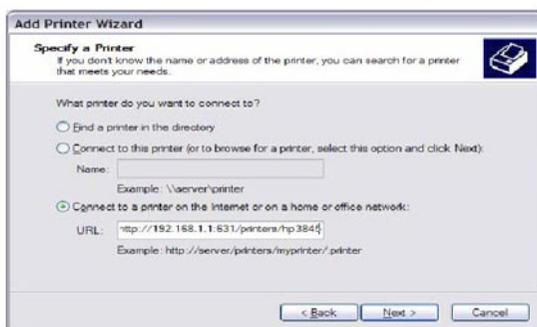 Add Printer Wizard
Specify a Printer
If you don't know the name or address of the printer, you can search for a printer
that meets your needs.
What printer do you want to connect to?
Find a printer in the directory
Connect to this printer (or to browse for a printer, select this option and click Next):
Name:
Example: \\server\printer
Connect to a printer on the Internet or on a home or office network:
URL: http://192.168.1.1:631/printers/hp3845
Example: http://server/printers/myprinter/.printer
< Back Next > Cancel